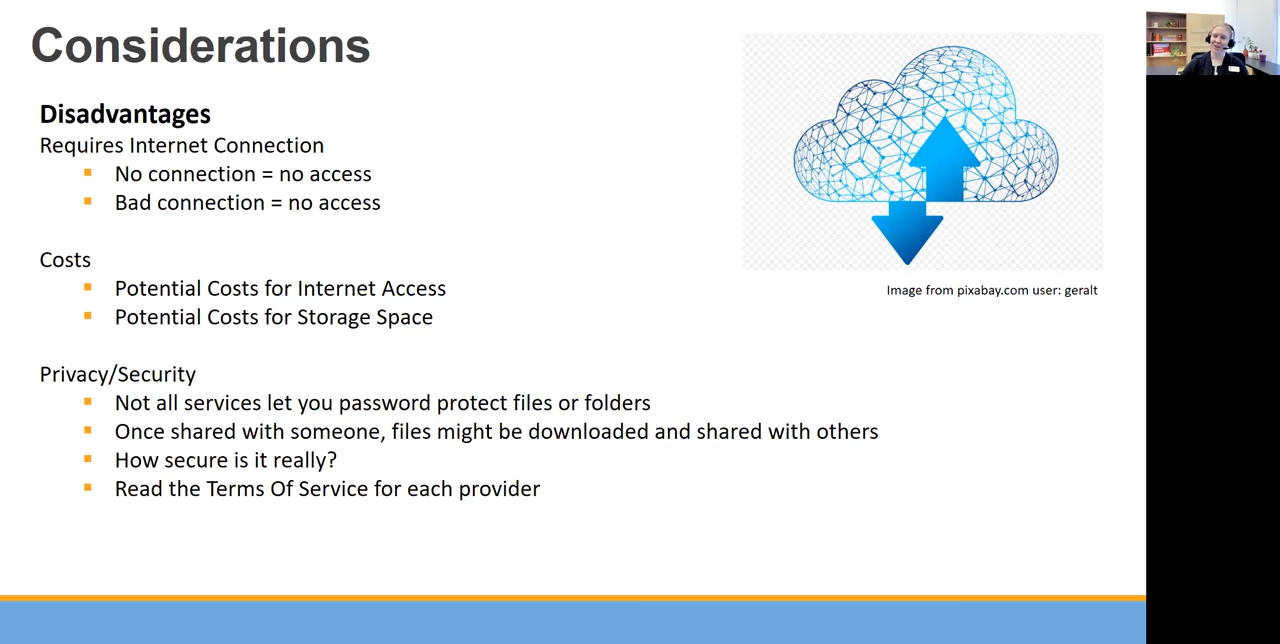 Considerations
Disadvantages
Requires Internet Connection
No connection = no access
Bad connection = no access
Costs
Potential Costs for Internet Access
Potential Costs for Storage Space
Privacy/Security
Not all services let you password protect files or folders
Once shared with someone, files might be downloaded and shared with others
How secure is it really?
Read the Terms Of Service for each provider
Image from pixabay.com user: geralt